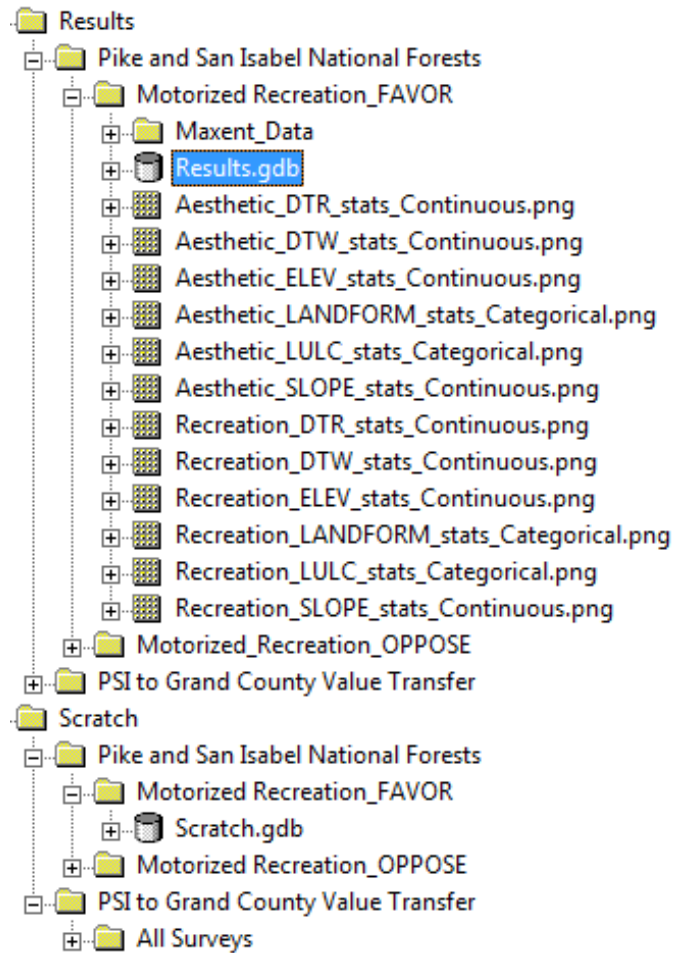 Results
Pike and San Isabel National Forests
Motorized Recreation_FAVOR
Maxent_Data
Results.gdb
Aesthetic_DTR_stats_Continuous.png
Aesthetic_DTW_stats_Continuous.png
Aesthetic_ELEV_stats_Continuous.png
Aesthetic_LANDFORM_stats_Categorical.png
Aesthetic_LULC_stats_Categorical.png
Aesthetic_SLOPE_stats_Continuous.png
Recreation_DTR_stats_Continuous.png
Recreation_DTW_stats_Continuous.png
Recreation_ELEV_stats_Continuous.png
Recreation_LANDFORM_stats_Categorical.png
Recreation_LULC_stats_Categorical.png
Recreation_SLOPE_stats_Continuous.png
Motorized_Recreation_OPPOSE
PSI to Grand County Value Transfer
Scratch
Pike and San Isabel National Forests
Motorized Recreation_FAVOR
Scratch.gdb
Motorized Recreation_OPPOSE
PSI to Grand County Value Transfer
All Surveys